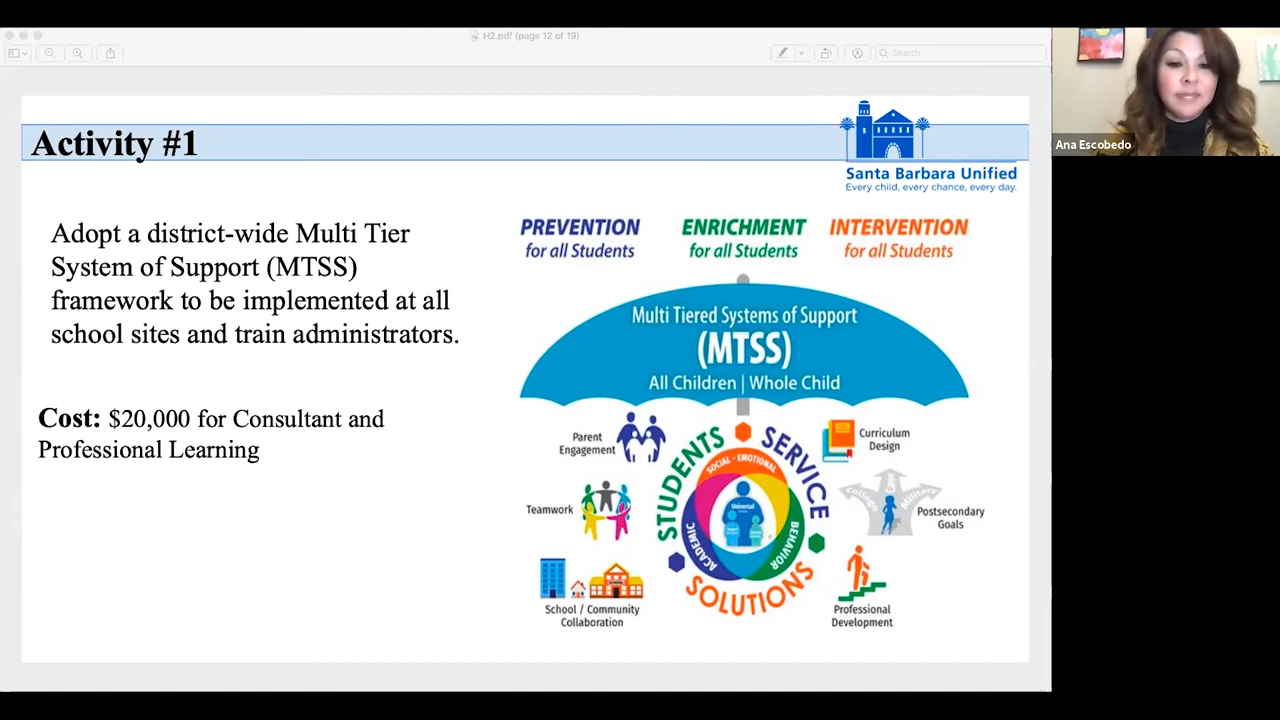 H2.pdf (page 12 of 19)
Search
Ana Escobedo
Activity #1
Santa Barbara Unified
Every child, every chance, every day.
Adopt a district-wide Multi Tier
System of Support (MTSS)
framework to be implemented at all
school sites and train administrators.
Cost: $20,000 for Consultant and
Professional Learning
PREVENTION
for all Students
ENRICHMENT
for all Students
INTERVENTION
for all Students
Multi Tiered Systems of Support
(MTSS)
All Children | Whole Child
Parent
Engagement
Teamwork
School / Community
Collaboration
STUDENTS
SERVICE
SOLUTIONS
SOCIAL - EMOTIONAL
ACADEMIC
BEHAVIOR
Universal
Curriculum
Design
College
Military
Postsecondary
Goals
Professional
Development